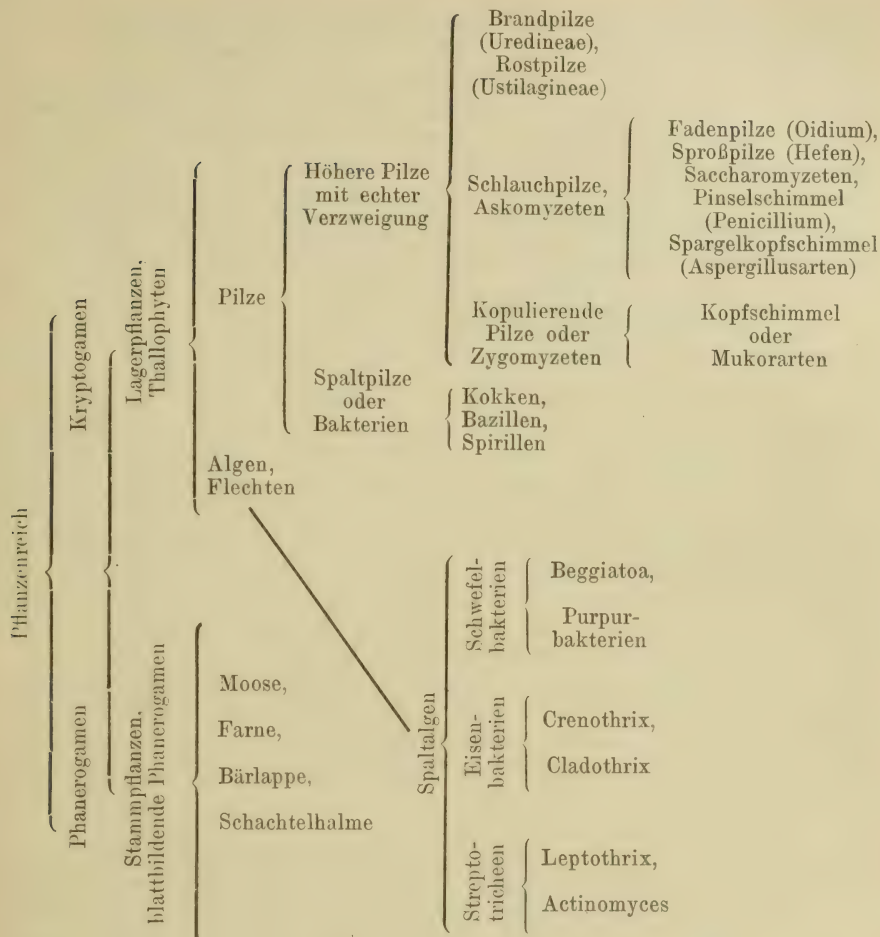 Pflanzenreich
Kryptogamen
Phanerogamen
Lagerpflanzen,
Thallophyten
Stammpflanzen,
blattbildende Phanerogamen
Pilze
Höhere Pilze
mit echter
Verzweigung
Brandpilze
(Uredineae),
Rostpilze
(Ustilagineae)
Schlauchpilze,
Askomyzeten
Fadenpilze (Oidium),
Sproßpilze (Hefen),
Saccharomyzeten,
Pinselschimmel
(Penicillium),
Spargelkopfschimmel
(Aspergillusarten)
Kopulierende
Pilze oder
Zygomyzeten
Kopfschimmel
oder
Mukorarten
Spaltpilze
oder
Bakterien
Kokken,
Bazillen,
Spirillen
Algen,
Flechten
Spaltalgen
Schwefel-
bakterien
Beggiatoa,
Purpur-
bakterien
Eisen-
bakterien
Crenothrix,
Cladothrix
Strepto-
tricheen
Leptothrix,
Actinomyces
Moose,
Farne,
Bärlappe,
Schachtelhalme